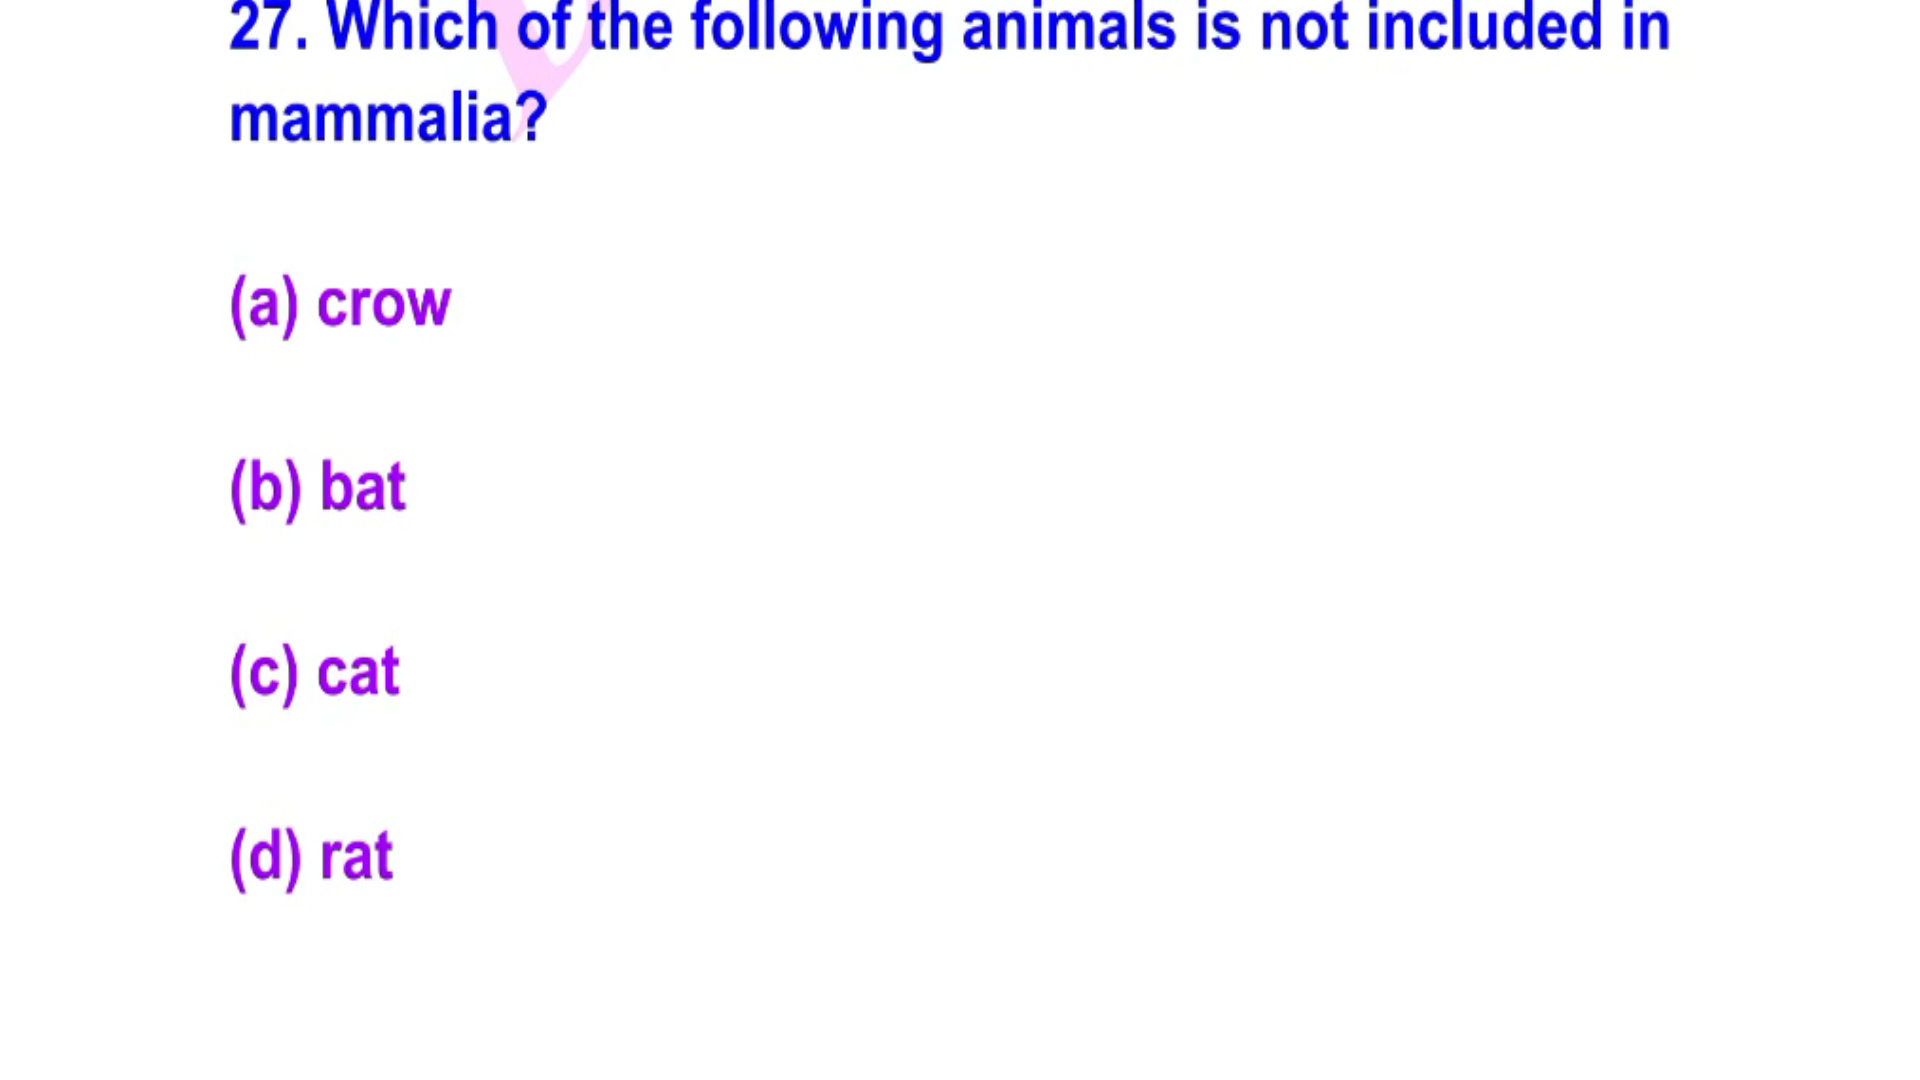 27. Which of the following animals is not included in
mammalia?
(a) crow
(b) bat
(c) cat
(d) rat